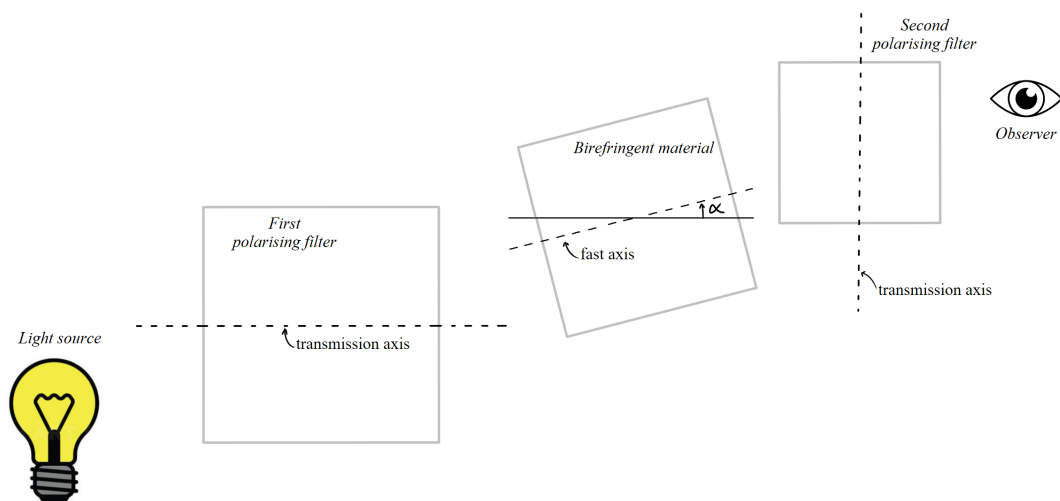 Second
polarising filter
Observer
Birefringent material
α
fast axis
transmission axis
First
polarising filter
transmission axis
Light source